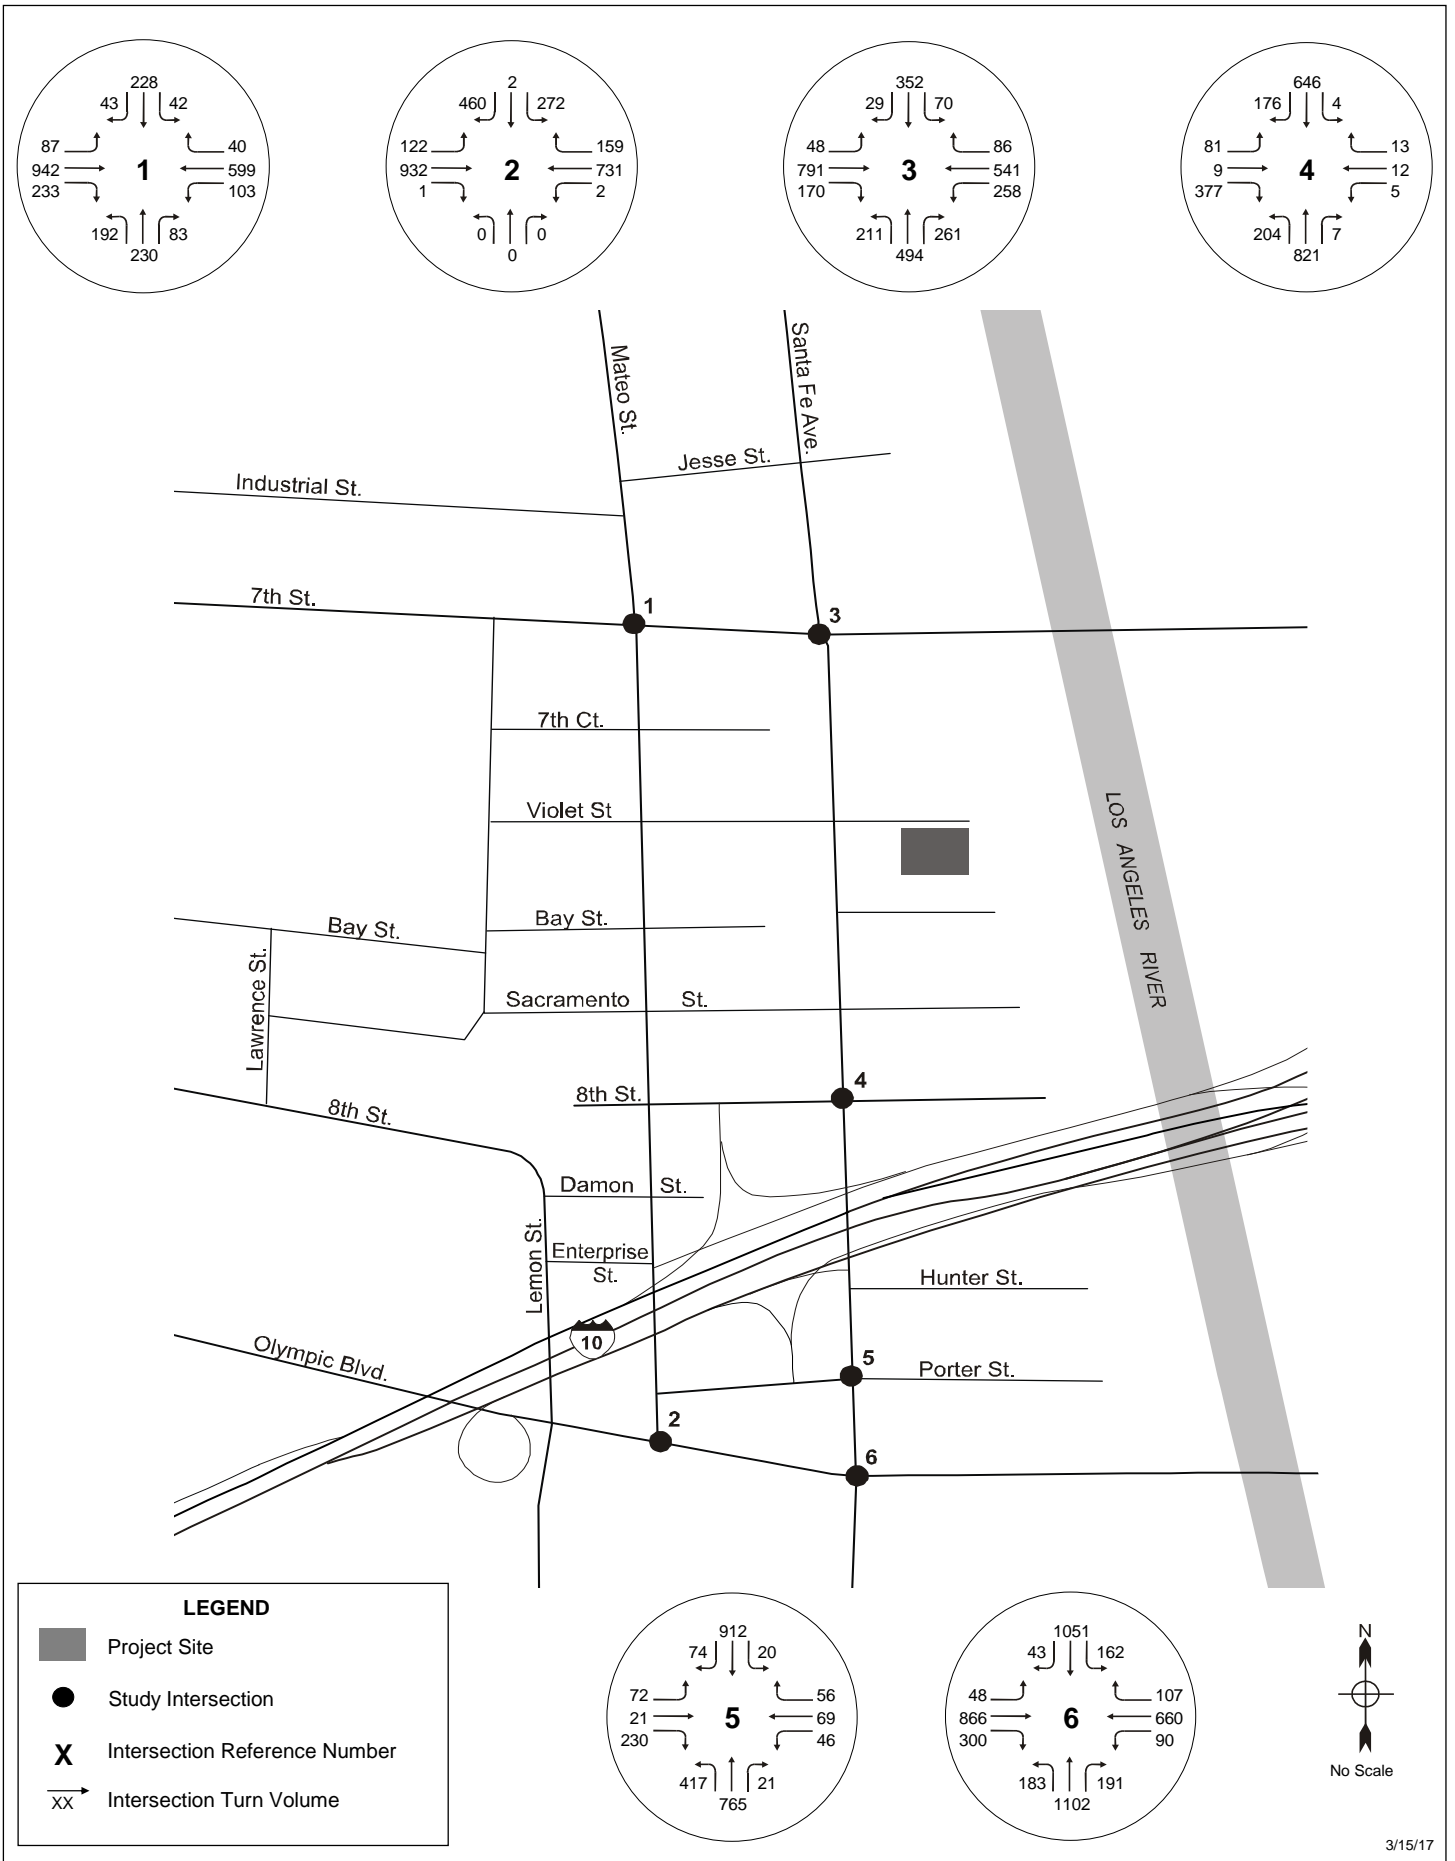 228
43 42
87 40
942 1 599
233 103
192 83
230
2
460 272
122 159
932 2 731
1 2
0 0
0
352
29 70
48 86
791 3 541
170 258
211 261
494
646
176 4
81 13
9 4 12
377 5
204 7
821
Mateo St.
Santa Fe Ave.
Jesse St.
Industrial St.
7th St.
1
3
7th Ct.
Violet St
LOS ANGELES RIVER
Bay St.
Bay St.
Lawrence St.
Sacramento St.
4
8th St.
8th St.
Damon St.
Lemon St.
Enterprise
St.
Hunter St.
10
Olympic Blvd.
5
Porter St.
2
6
LEGEND
Project Site
Study Intersection
X Intersection Reference Number
XX Intersection Turn Volume
912
74 20
72 56
21 5 69
230 46
417 21
765
1051
43 162
48 107
866 6 660
300 90
183 191
1102
N
No Scale
3/15/17